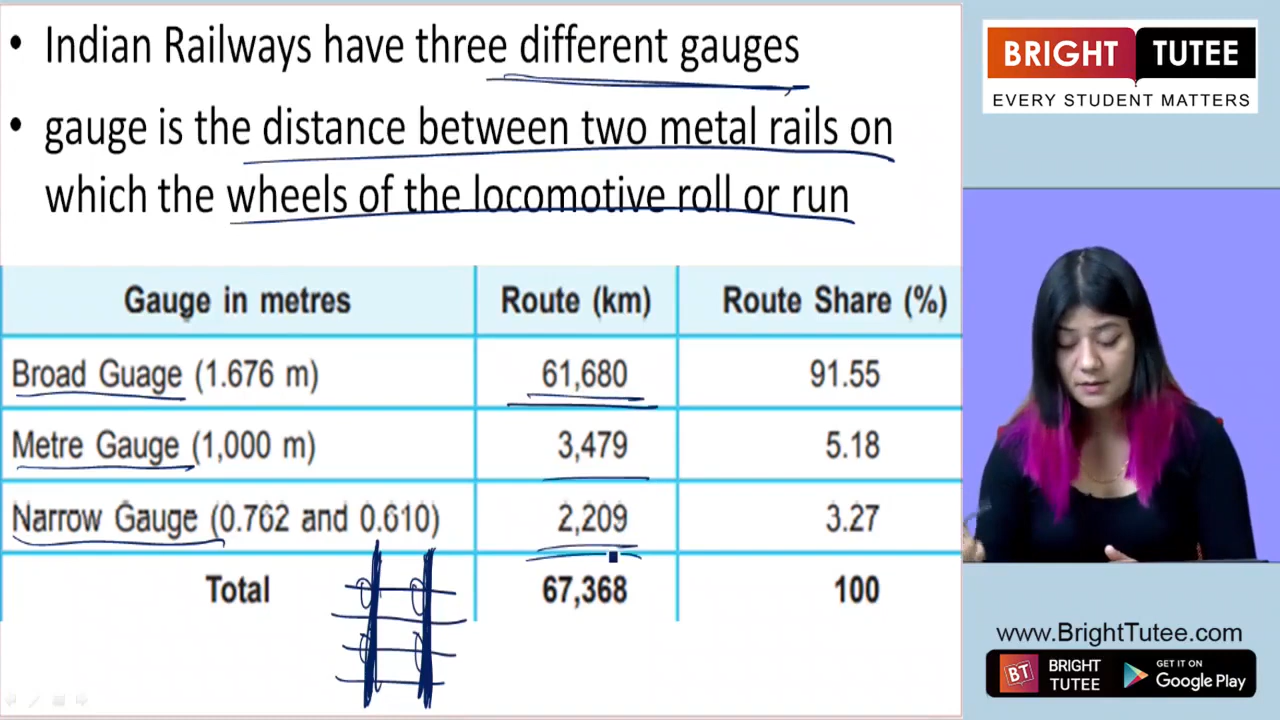 • Indian Railways have three different gauges
• gauge is the distance between two metal rails on
which the wheels of the locomotive roll or run
Gauge in metres Route (km) Route Share (%)
Broad Guage (1.676 m) 61,680 91.55
Metre Gauge (1,000 m) 3,479 5.18
Narrow Gauge (0.762 and 0.610) 2,209 3.27
Total 67,368 100
BRIGHT TUTEE
EVERY STUDENT MATTERS
www.BrightTutee.com
BT BRIGHT TUTEE GET IT ON Google Play